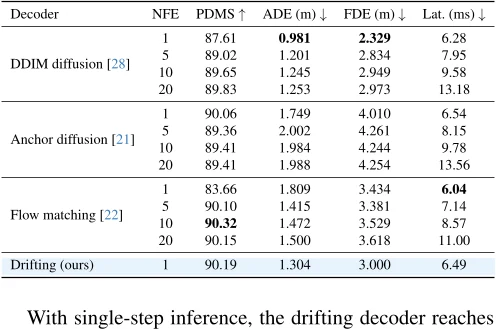 Decoder NFE PDMS ↑ ADE (m) ↓ FDE (m) ↓ Lat. (ms) ↓
1 87.61 0.981 2.329 6.28
5 89.02 1.201 2.834 7.95
DDIM diffusion [28]
10 89.65 1.245 2.949 9.58
20 89.83 1.253 2.973 13.18
1 90.06 1.749 4.010 6.54
5 89.36 2.002 4.261 8.15
Anchor diffusion [21]
10 89.41 1.984 4.244 9.78
20 89.41 1.988 4.254 13.56
1 83.66 1.809 3.434 6.04
5 90.10 1.415 3.381 7.14
Flow matching [22]
10 90.32 1.472 3.529 8.57
20 90.15 1.500 3.618 11.00
Drifting (ours) 1 90.19 1.304 3.000 6.49
With single-step inference, the drifting decoder reaches